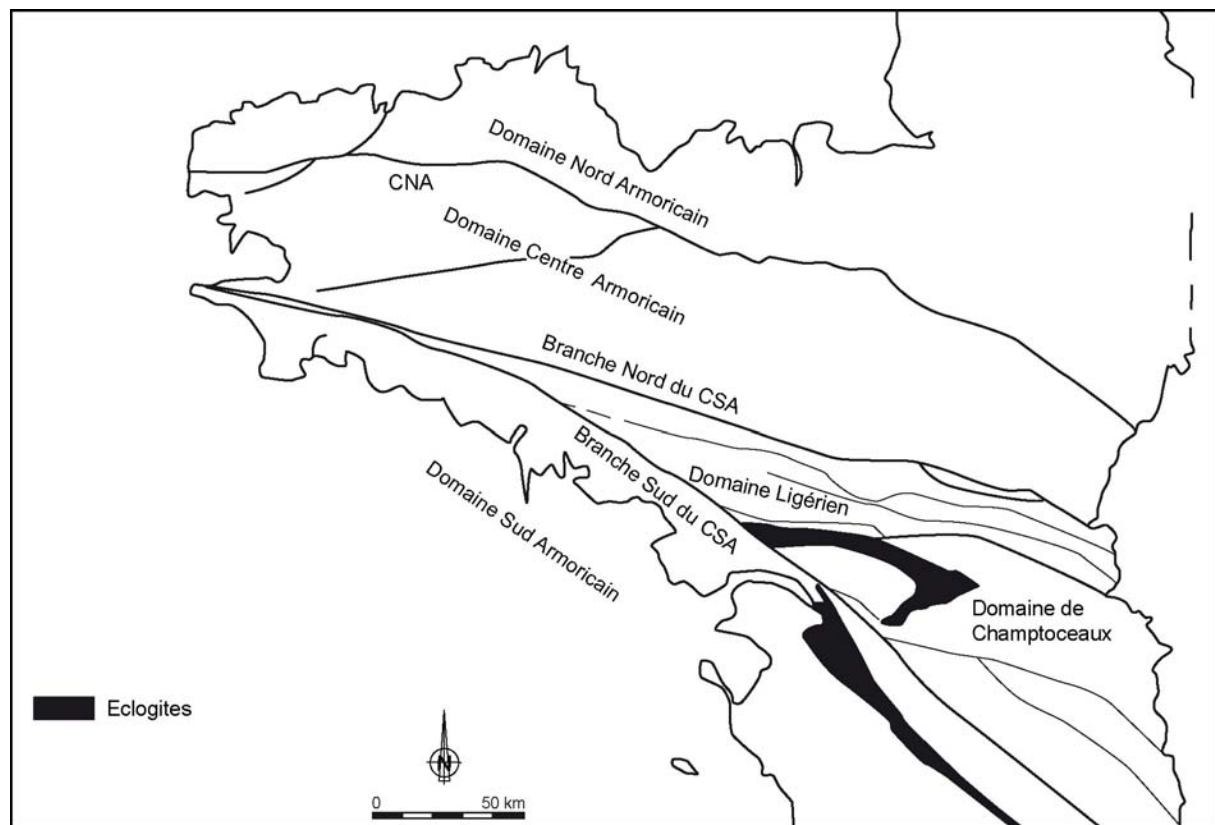 Domaine Nord Armoricain
CNA
Domaine Centre Armoricain
Branche Nord du CSA
Branche Sud du CSA
Domaine Ligérien
Domaine Sud Armoricain
Domaine de
Champtoceaux
Eclogites
N
0 50 km